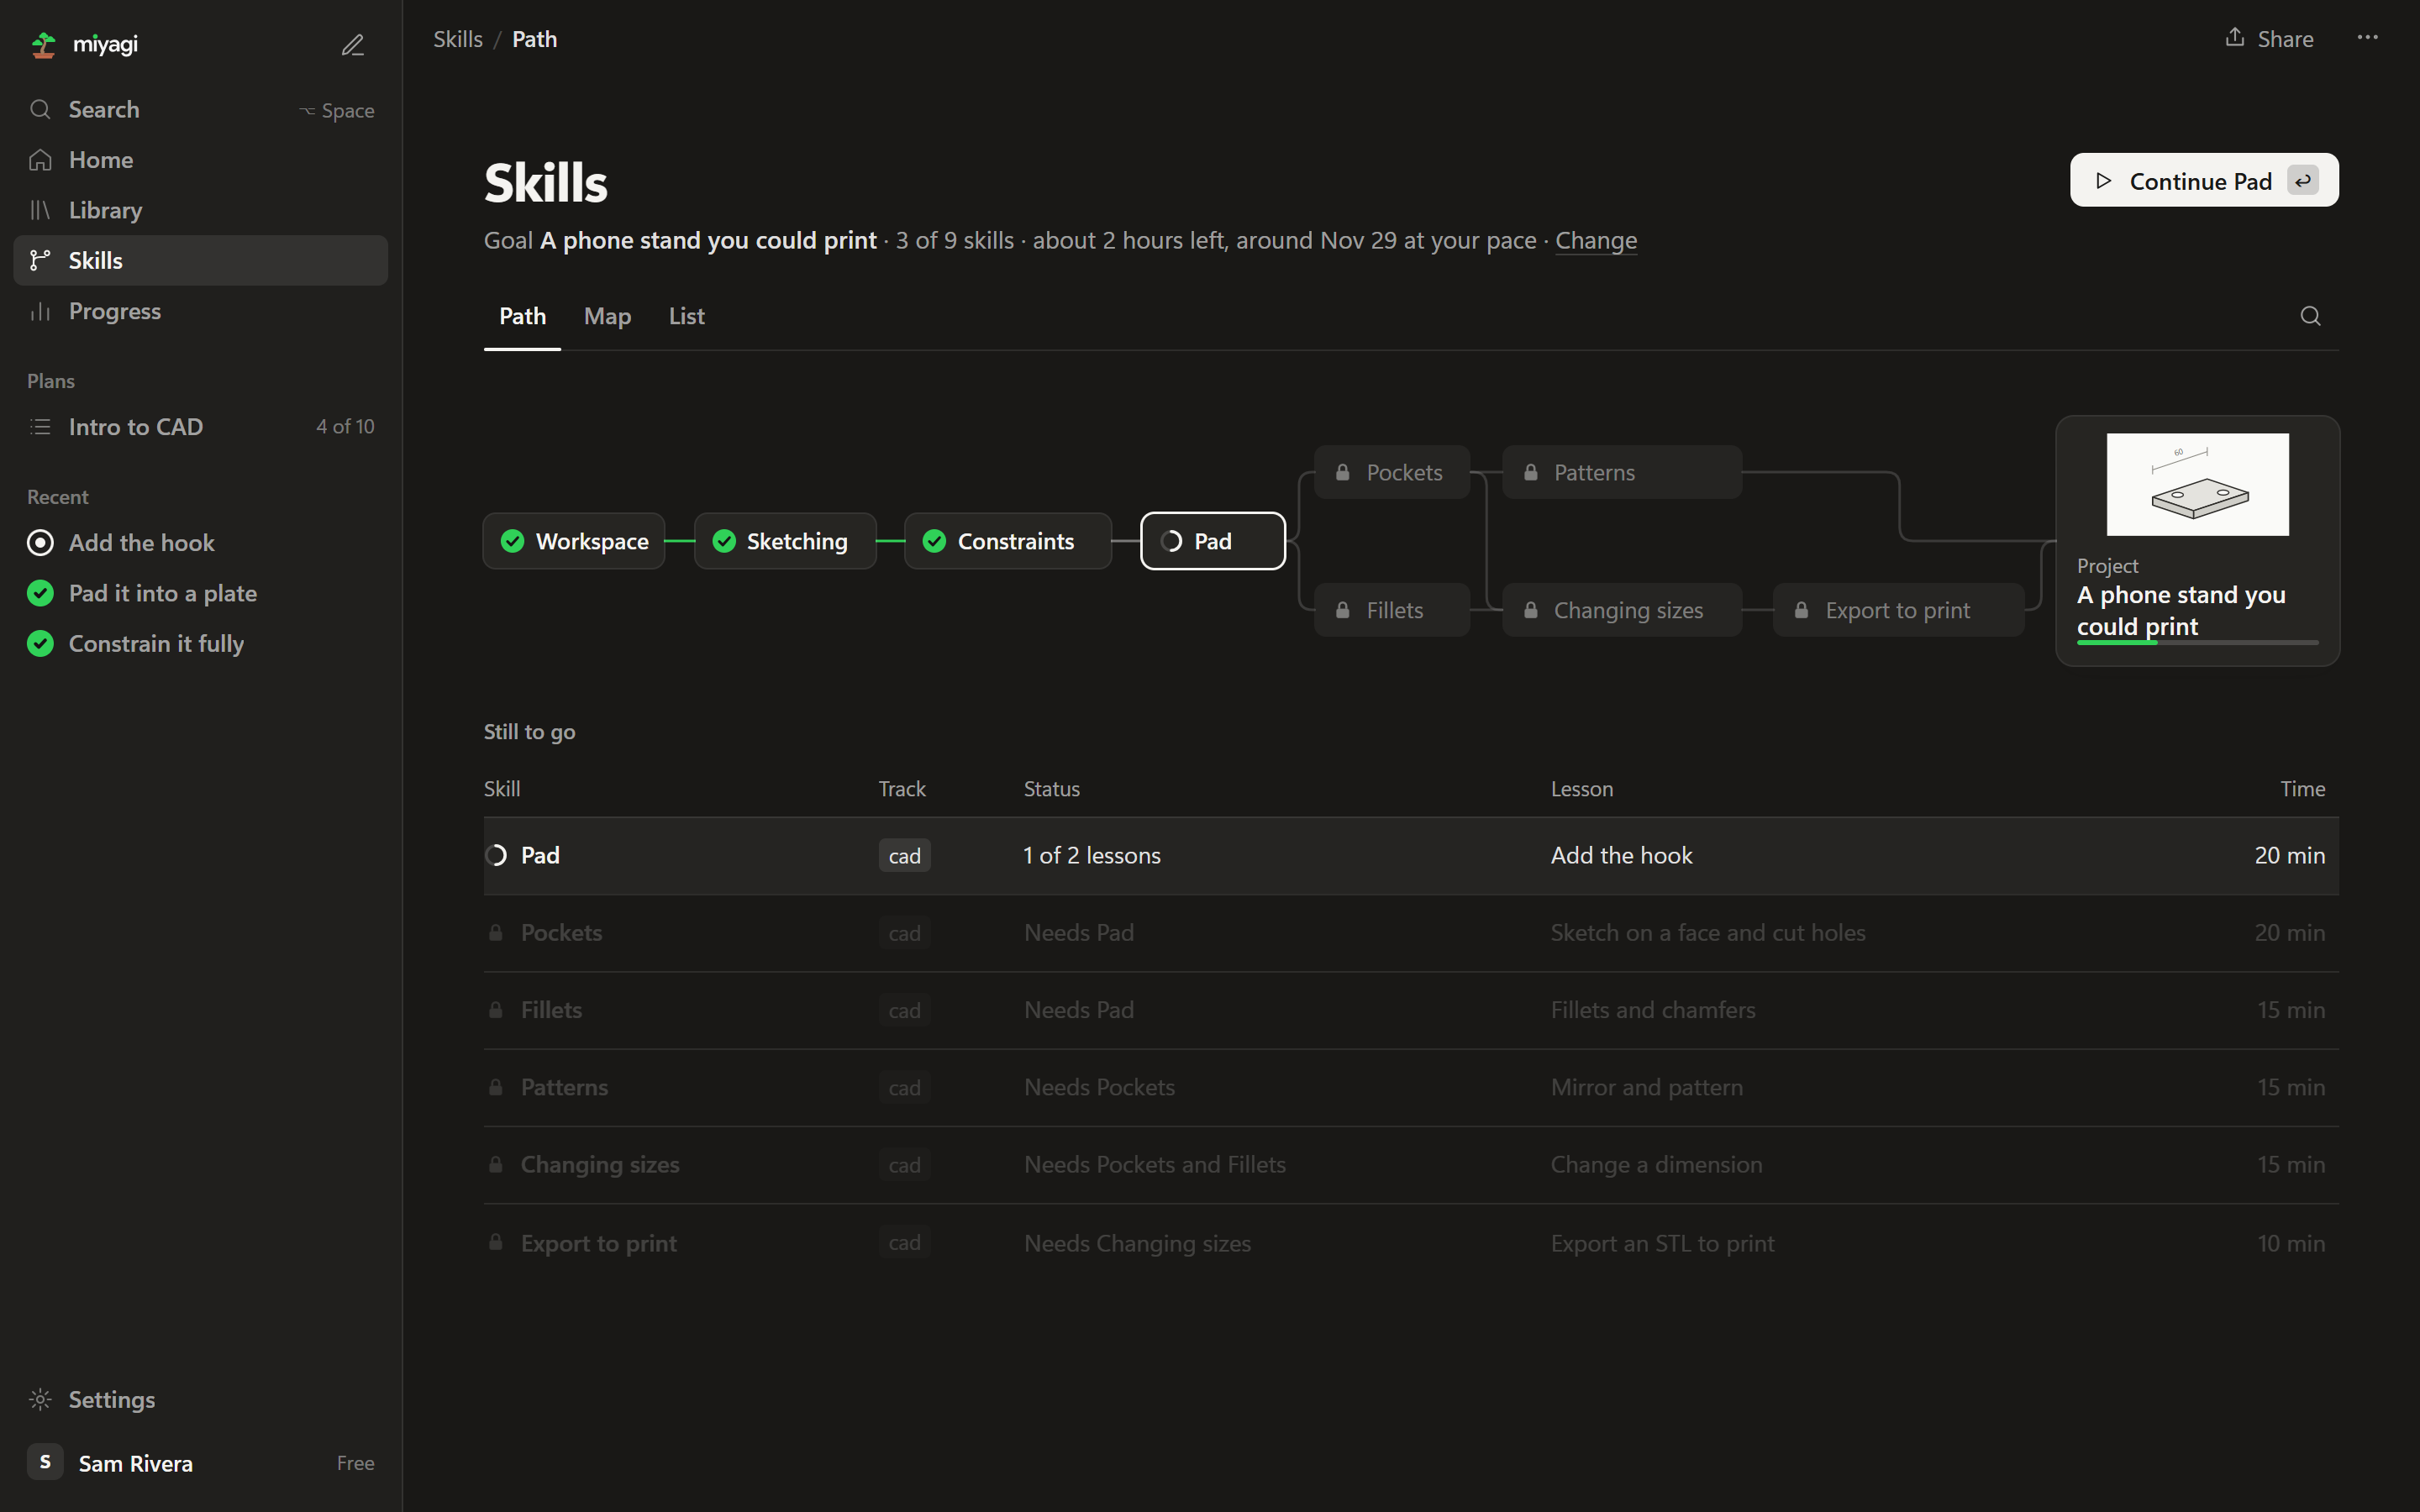 miyagi
Search ⌥ Space
Home
Library
Skills
Progress
Plans
Intro to CAD 4 of 10
Recent
Add the hook
Pad it into a plate
Constrain it fully
Settings
S Sam Rivera Free
Skills / Path
Share
Skills
Continue Pad
Goal A phone stand you could print · 3 of 9 skills · about 2 hours left, around Nov 29 at your pace · Change
Path Map List
Workspace
Sketching
Constraints
Pad
Pockets
Patterns
Fillets
Changing sizes
Export to print
60
Project
A phone stand you
could print
Still to go
Skill Track Status Lesson Time
Pad cad 1 of 2 lessons Add the hook 20 min
Pockets cad Needs Pad Sketch on a face and cut holes 20 min
Fillets cad Needs Pad Fillets and chamfers 15 min
Patterns cad Needs Pockets Mirror and pattern 15 min
Changing sizes cad Needs Pockets and Fillets Change a dimension 15 min
Export to print cad Needs Changing sizes Export an STL to print 10 min